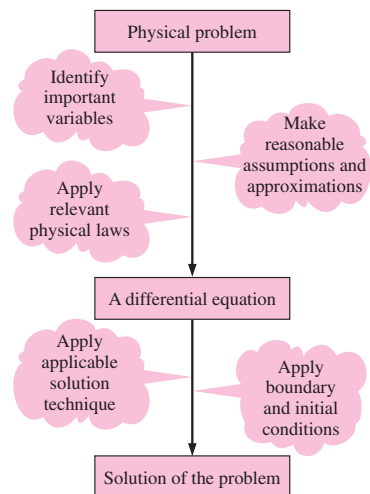 Physical problem
Identify
important
variables
Make
reasonable
assumptions and
approximations
Apply
relevant
physical laws
A differential equation
Apply
applicable
solution
technique
Apply
boundary
and initial
conditions
Solution of the problem